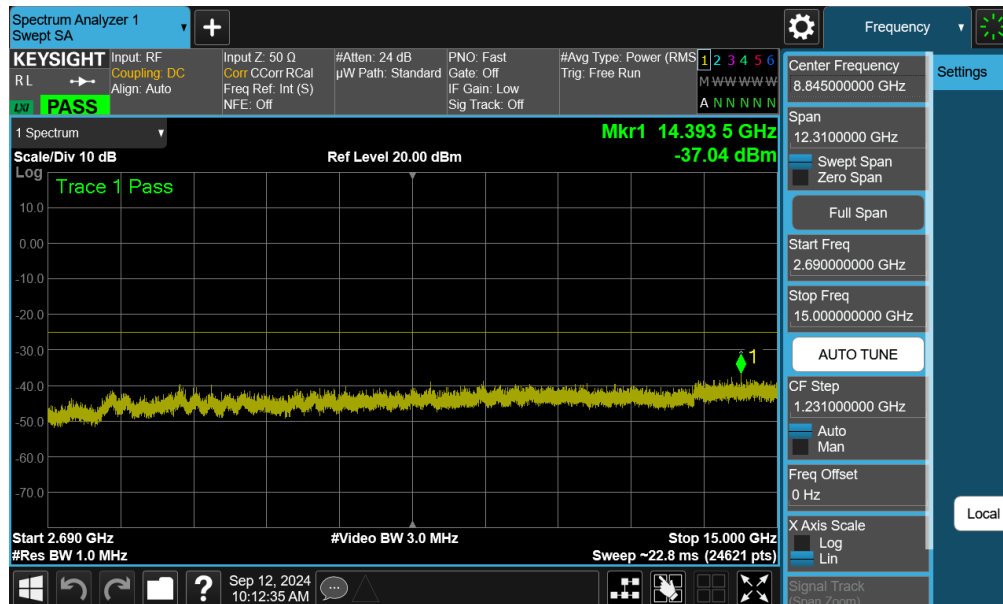 Spectrum Analyzer 1
Swept SA
+
Frequency
KEYSIGHT
RL
LXI PASS
Input: RF
Coupling: DC
Align: Auto
Input Z: 50 Ω
Corr CCorr RCal
Freq Ref: Int (S)
NFE: Off
#Atten: 24 dB
µW Path: Standard
PNO: Fast
Gate: Off
IF Gain: Low
Sig Track: Off
#Avg Type: Power (RMS
Trig: Free Run
1 2 3 4 5 6
M W W W W W
A N N N N N
1 Spectrum
Scale/Div 10 dB
Ref Level 20.00 dBm
Mkr1 14.393 5 GHz
-37.04 dBm
Log
Trace 1 Pass
10.0
0.00
-10.0
-20.0
-30.0
1
-40.0
-50.0
-60.0
-70.0
Start 2.690 GHz
#Video BW 3.0 MHz
Stop 15.000 GHz
#Res BW 1.0 MHz
Sweep ~22.8 ms (24621 pts)
Center Frequency
8.845000000 GHz
Span
12.3100000 GHz
Swept Span
Zero Span
Full Span
Start Freq
2.690000000 GHz
Stop Freq
15.000000000 GHz
AUTO TUNE
CF Step
1.231000000 GHz
Auto
Man
Freq Offset
0 Hz
X Axis Scale
Log
Lin
Signal Track
(Span Zoom)
Settings
Local
?
Sep 12, 2024
10:12:35 AM